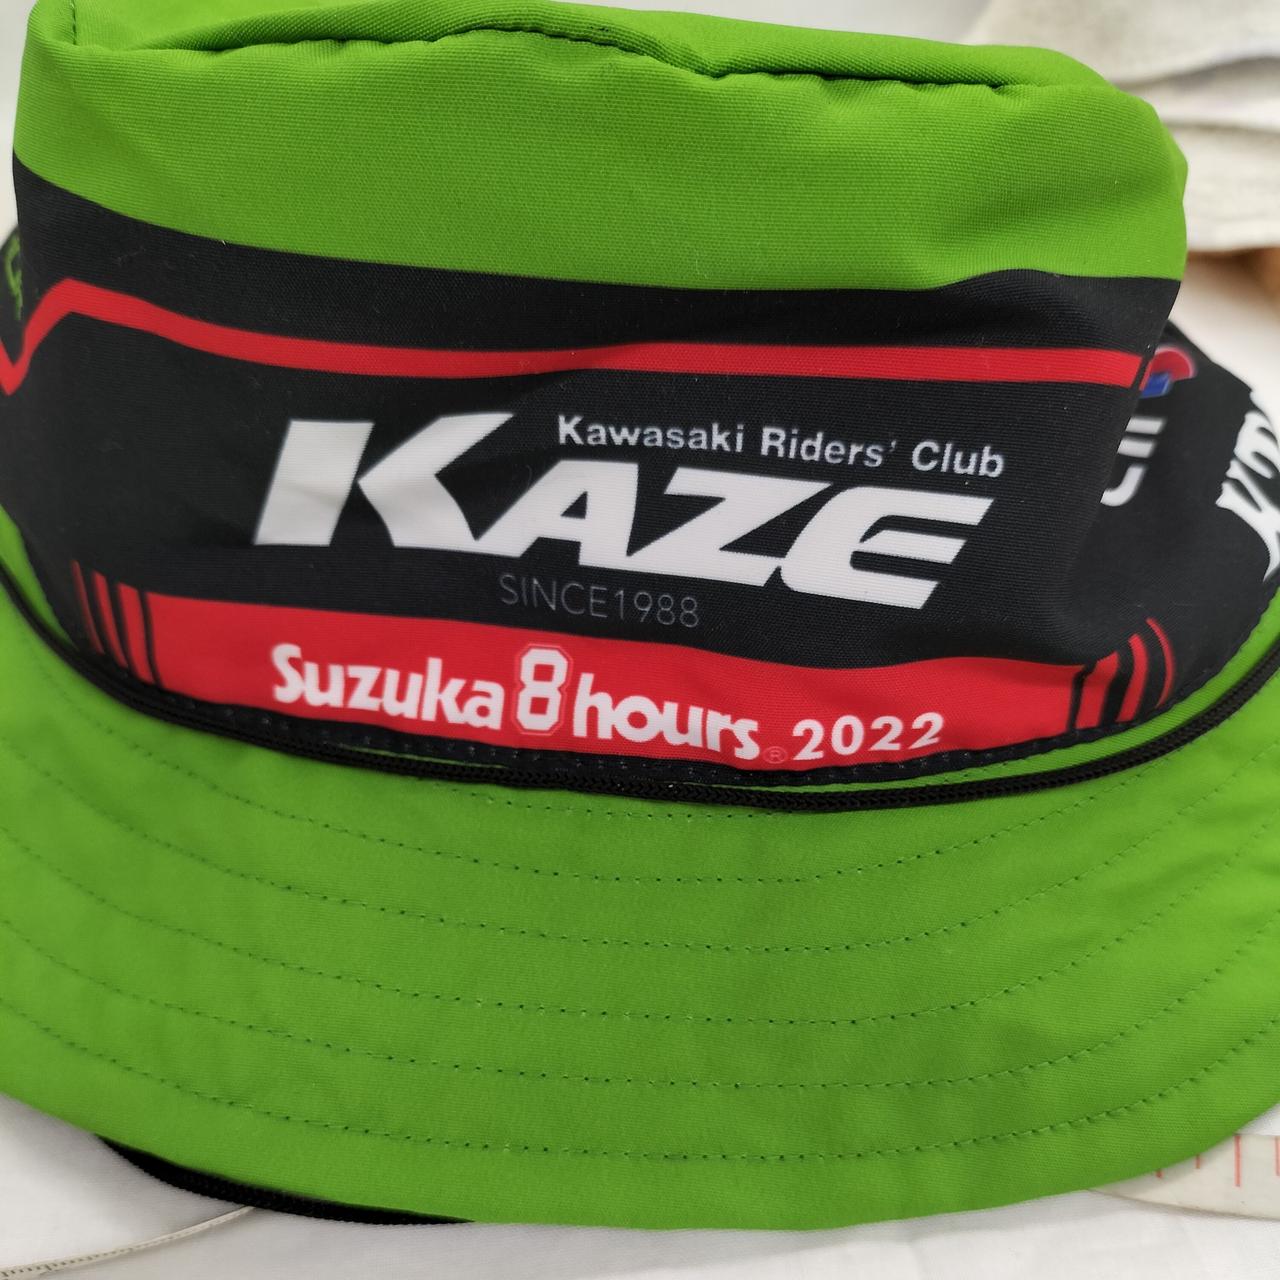 Kawasaki Riders' Club
KAZE
SINCE1988
Suzuka 8 hours® 2022